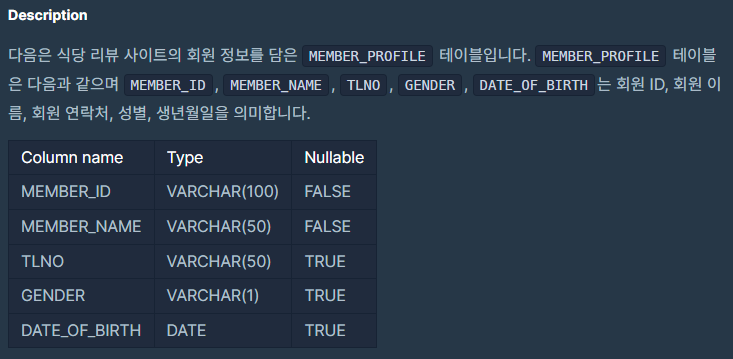 Description
다음은 식당 리뷰 사이트의 회원 정보를 담은 MEMBER_PROFILE 테이블입니다. MEMBER_PROFILE 테이블
은 다음과 같으며 MEMBER_ID , MEMBER_NAME , TLNO , GENDER , DATE_OF_BIRTH 는 회원 ID, 회원 이
름, 회원 연락처, 성별, 생년월일을 의미합니다.
Column name Type Nullable
MEMBER_ID VARCHAR(100) FALSE
MEMBER_NAME VARCHAR(50) FALSE
TLNO VARCHAR(50) TRUE
GENDER VARCHAR(1) TRUE
DATE_OF_BIRTH DATE TRUE